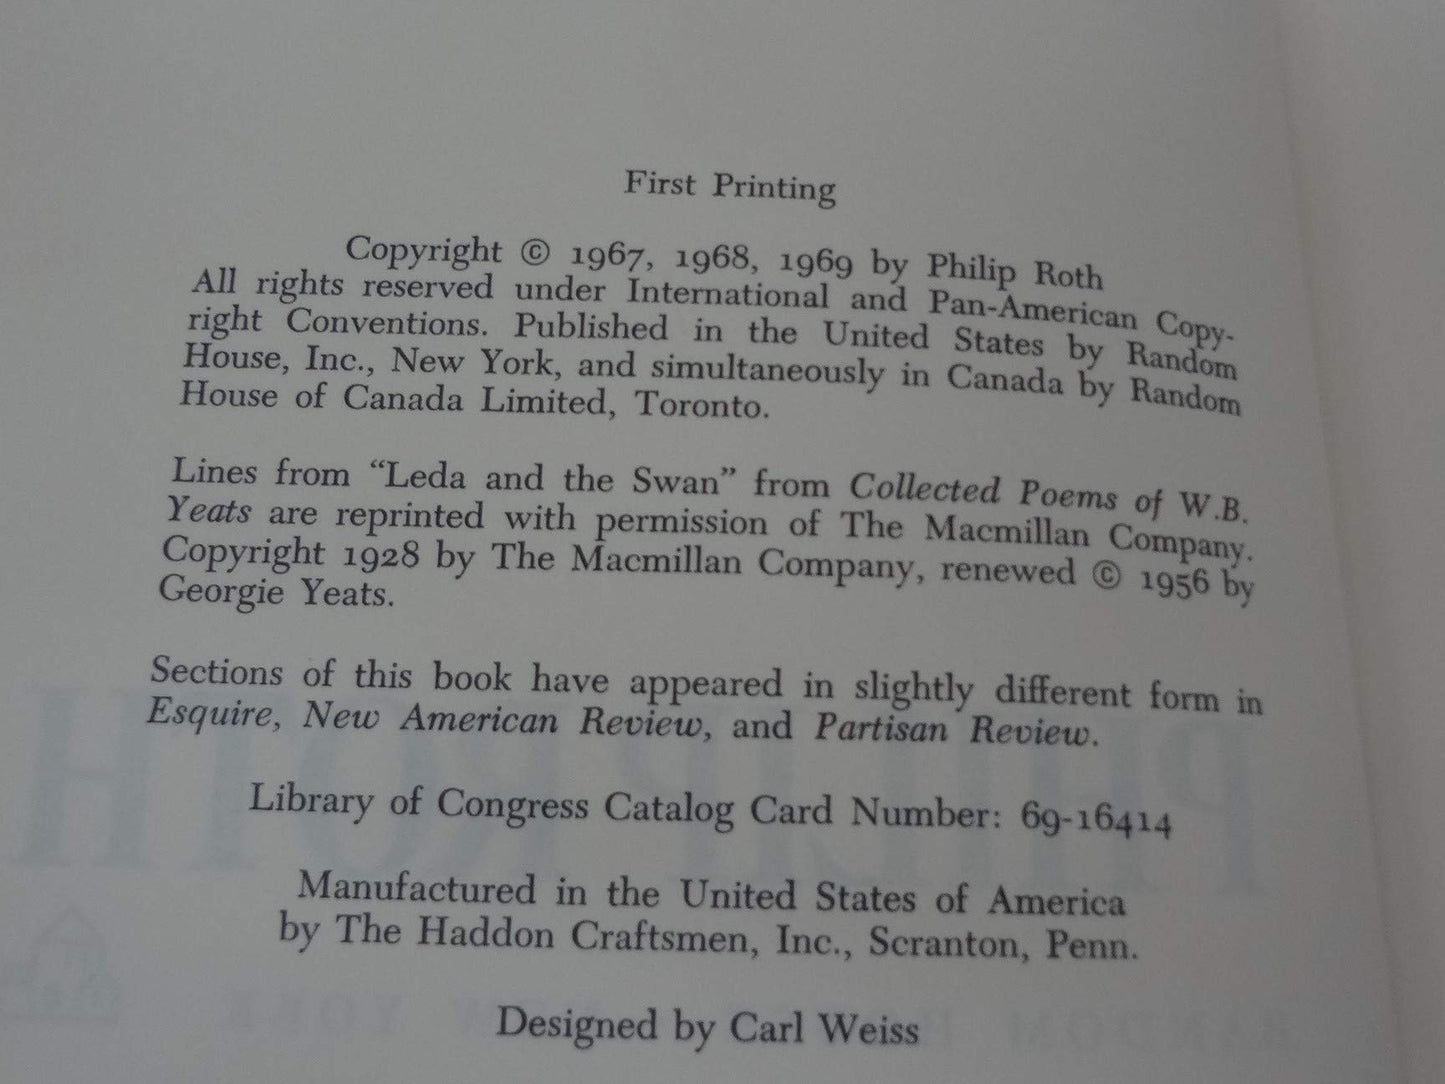 First Printing
Copyright © 1967, 1968, 1969 by Philip Roth
All rights reserved under International and Pan-American Copy-
right Conventions. Published in the United States by Random
House, Inc., New York, and simultaneously in Canada by Random
House of Canada Limited, Toronto.
Lines from “Leda and the Swan” from Collected Poems of W.B.
Yeats are reprinted with permission of The Macmillan Company.
Copyright 1928 by The Macmillan Company, renewed © 1956 by
Georgie Yeats.
Sections of this book have appeared in slightly different form in
Esquire, New American Review, and Partisan Review.
Library of Congress Catalog Card Number: 69-16414
Manufactured in the United States of America
by The Haddon Craftsmen, Inc., Scranton, Penn.
Designed by Carl Weiss